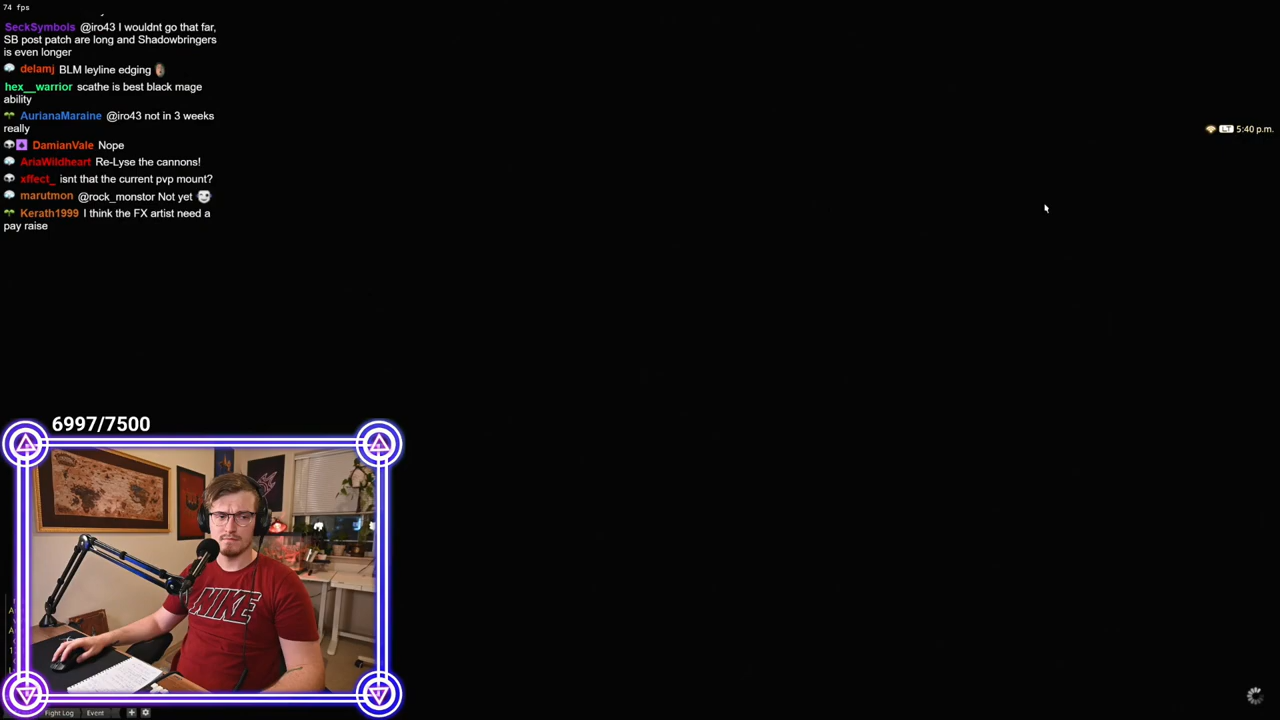 74 fps
SeckSymbols @iro43 I wouldnt go that far,
SB post patch are long and Shadowbringers
is even longer
delamj BLM leyline edging
hex__warrior scathe is best black mage
ability
AurianaMaraine @iro43 not in 3 weeks
really
LT 5:40 p.m.
DamianVale Nope
AriaWildheart Re-Lyse the cannons!
xffect_ isnt that the current pvp mount?
marutmon @rock_monstor Not yet
Kerath1999 I think the FX artist need a
pay raise
6997/7500
NIKE
Fight Log Event